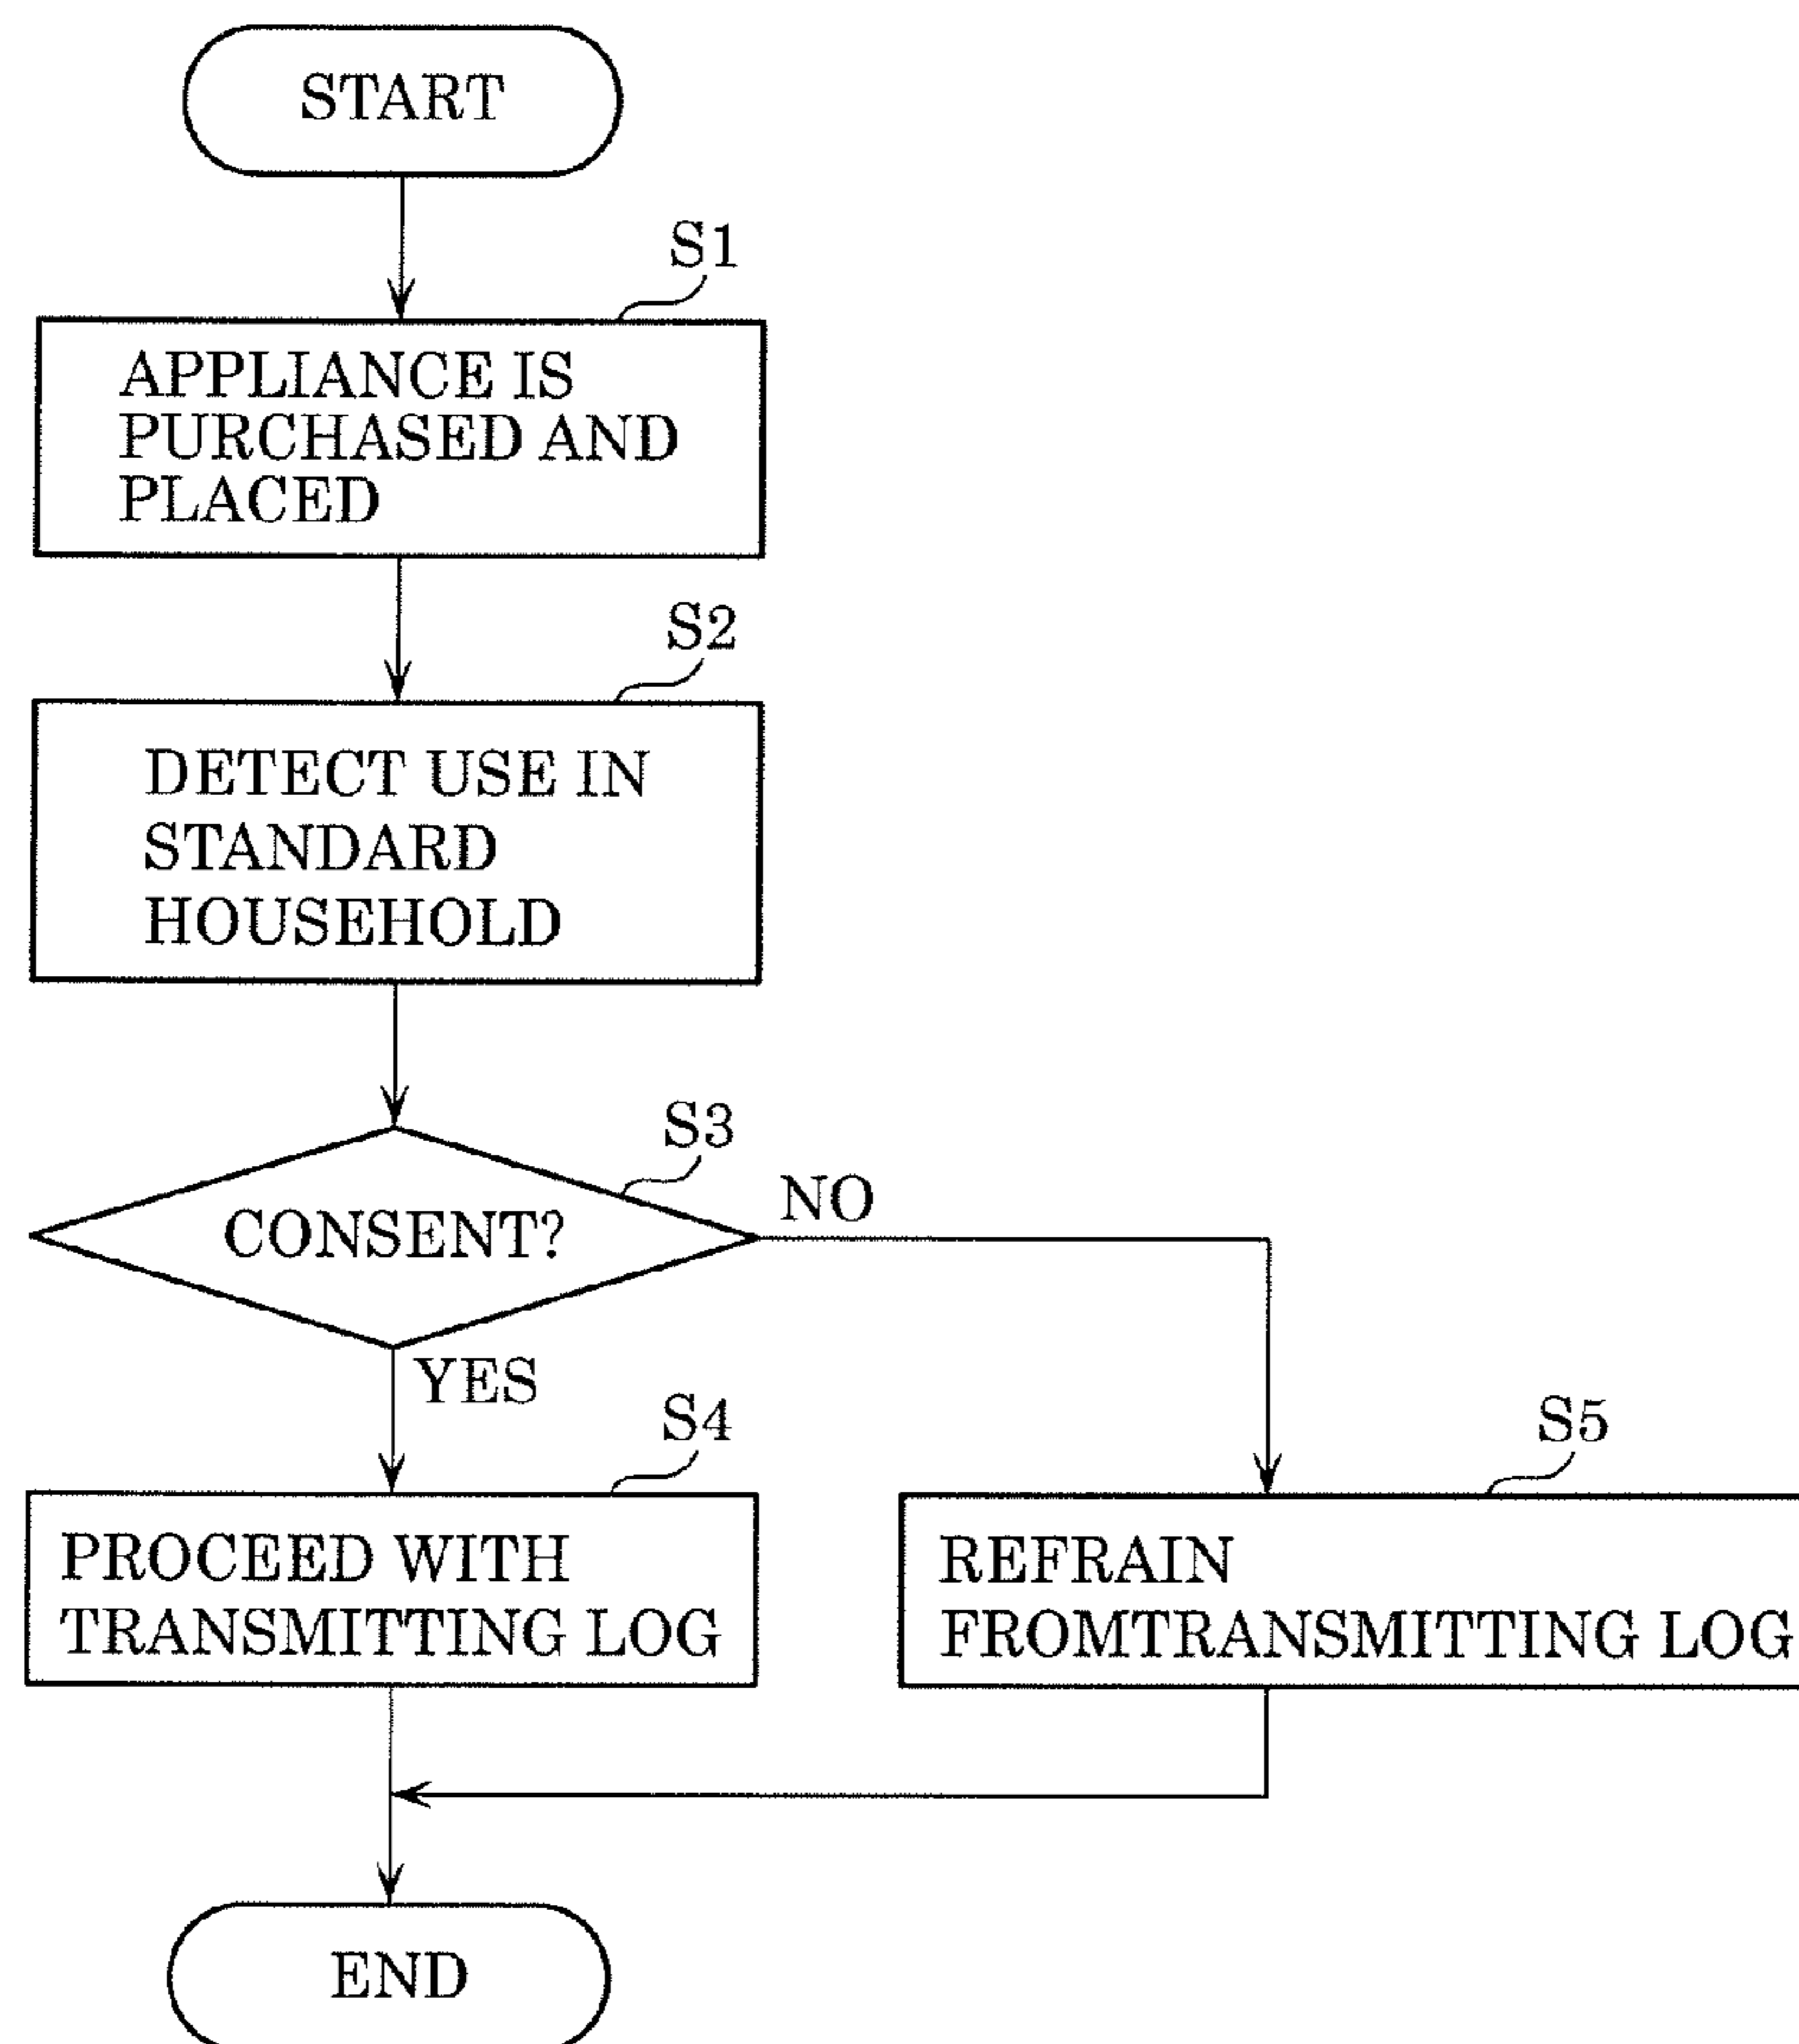 START
S1
APPLIANCE IS
PURCHASED AND
PLACED
S2
DETECT USE IN
STANDARD
HOUSEHOLD
S3
CONSENT?
NO
YES
S4
PROCEED WITH
TRANSMITTING LOG
S5
REFRAIN
FROMTRANSMITTING LOG
END